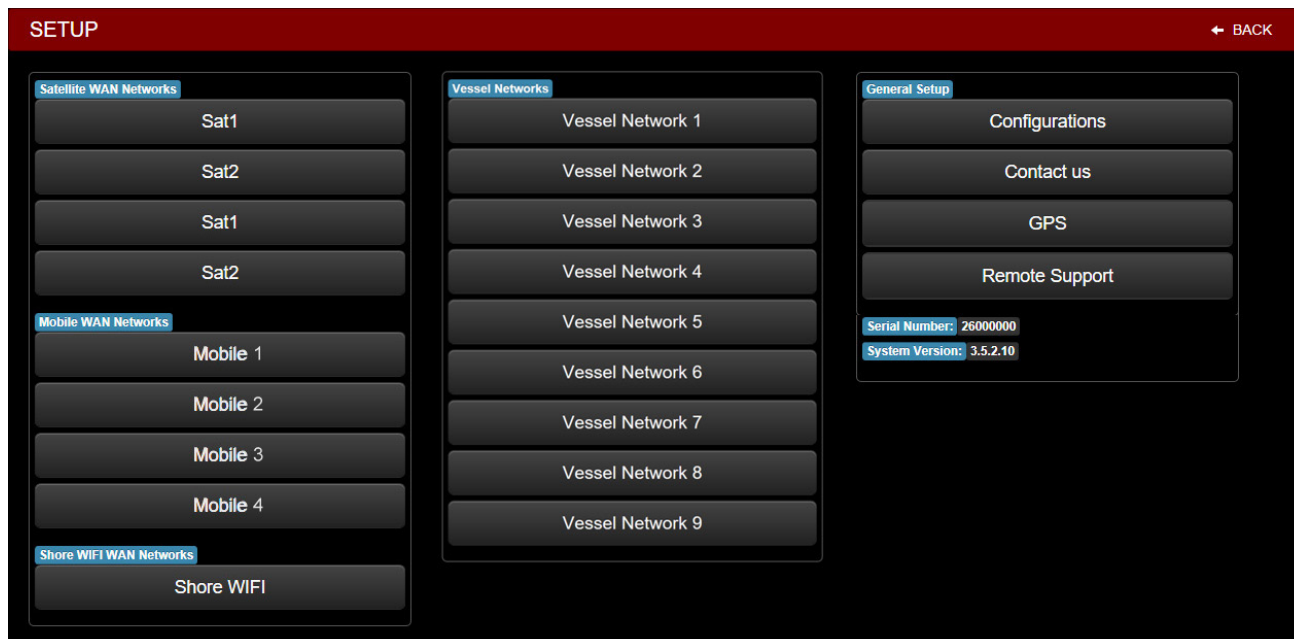 SETUP
BACK
Satellite WAN Networks
Sat1
Sat2
Sat1
Sat2
Mobile WAN Networks
Mobile 1
Mobile 2
Mobile 3
Mobile 4
Shore WIFI WAN Networks
Shore WIFI
Vessel Networks
Vessel Network 1
Vessel Network 2
Vessel Network 3
Vessel Network 4
Vessel Network 5
Vessel Network 6
Vessel Network 7
Vessel Network 8
Vessel Network 9
General Setup
Configurations
Contact us
GPS
Remote Support
Serial Number: 26000000
System Version: 3.5.2.10